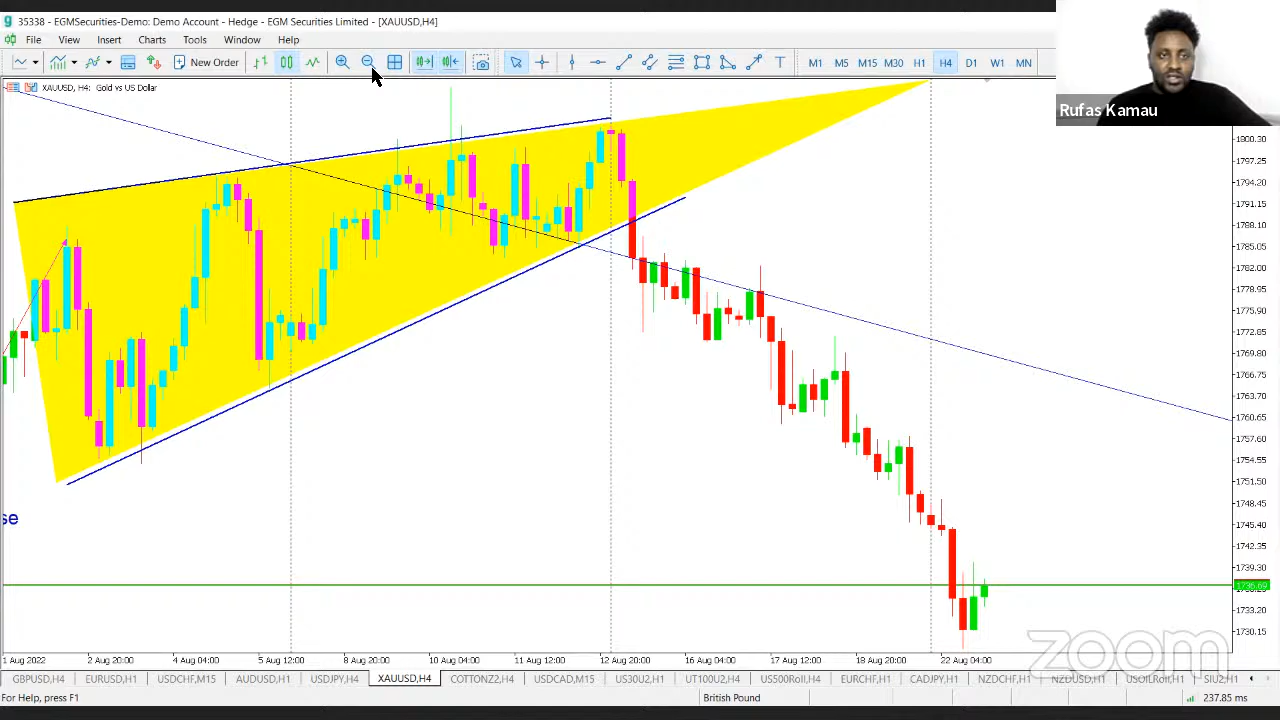 35338 - EGMSecurities-Demo: Demo Account - Hedge - EGM Securities Limited - [XAUUSD,H4]
File View Insert Charts Tools Window Help
New Order M1 M5 M15 M30 H1 H4 D1 W1 MN
Rufas Kamau
XAUUSD, H4: Gold vs US Dollar
1800.30
1797.25
1794.20
1791.15
1788.10
1785.05
1782.00
1778.95
1775.90
1772.85
1769.80
1766.75
1763.70
1760.65
1757.60
1754.55
1751.50
1748.45
1745.40
1742.35
1739.30
1736.69
1733.20
1730.15
se
zoom
1 Aug 2022 2 Aug 20:00 4 Aug 04:00 5 Aug 12:00 8 Aug 20:00 10 Aug 04:00 11 Aug 12:00 12 Aug 20:00 16 Aug 04:00 17 Aug 12:00 18 Aug 20:00 22 Aug 04:00
GBPUSD,H4 EURUSD,H1 USDCHF,M15 AUDUSD,H1 USDJPY,H4 XAUUSD,H4 COTTONZ2,H4 USDCAD,M15 US30U2,H1 UT100U2,H4 US500Roll,H4 EURCHF,H1 CADJPY,H1 NZDCHF,H1 NZDUSD,H1 USOILRoll,H1 SIU2,H1
For Help, press F1 British Pound 237.85 ms